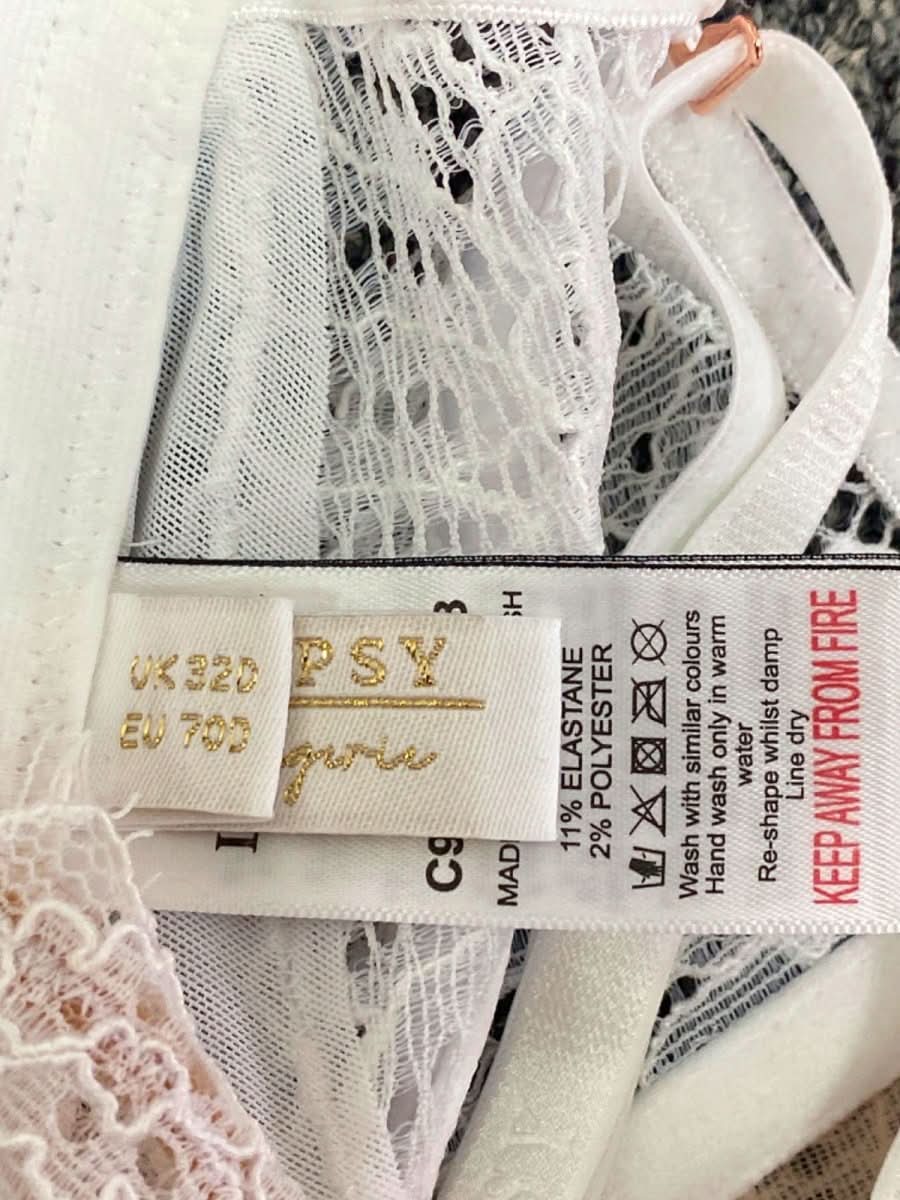 UK 32D
EU 70D
PSY
11% ELASTANE
2% POLYESTER
Wash with similar colours
Hand wash only in warm
water
Re-shape whilst damp
Line dry
KEEP AWAY FROM FIRE